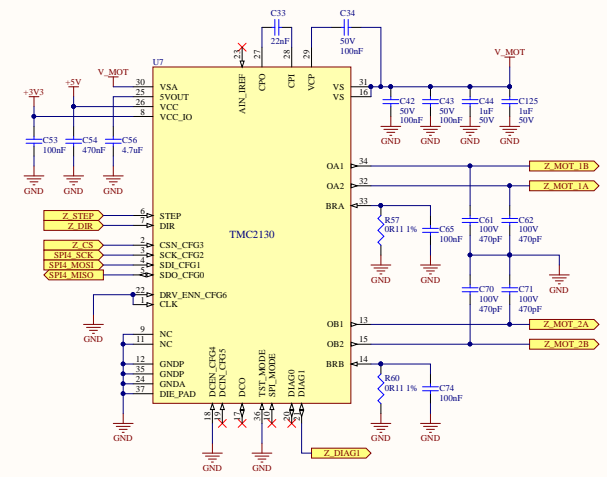 C33
22nF
C34
50V
100nF
V_MOT
V_MOT
+5V
+3V3
U7
23
27
28
29
AIN_IREF
CPO
CPI
VCP
30
VSA
25
5VOUT
26
VCC
8
VCC_IO
VS
31
VS
16
C53
100nF
C54
470nF
C56
4.7uF
GND
GND
GND
C42
50V
100nF
C43
50V
100nF
C44
1uF
50V
C125
1uF
50V
GND
GND
GND
GND
OA1
34
Z_MOT_1B
OA2
32
Z_MOT_1A
BRA
33
Z_STEP
6
STEP
Z_DIR
7
DIR
TMC2130
Z_CS
2
CSN_CFG3
SPI4_SCK
3
SCK_CFG2
SPI4_MOSI
4
SDI_CFG1
SPI4_MISO
5
SDO_CFG0
R57
0R11 1%
C65
100nF
C61
100V
470pF
C62
100V
470pF
GND
GND
GND
22
DRV_ENN_CFG6
1
CLK
GND
C70
100V
470pF
C71
100V
470pF
OB1
13
Z_MOT_2A
OB2
15
Z_MOT_2B
BRB
14
9
NC
11
NC
12
GNDP
35
GNDP
24
GNDA
37
DIE_PAD
GND
DCEN_CFG4
DCIN_CFG5
DCO
TST_MODE
SPI_MODE
DIAG0
DIAG1
18
19
17
36
10
20
21
R60
0R11 1%
C74
100nF
GND
GND
GND
GND
Z_DIAG1